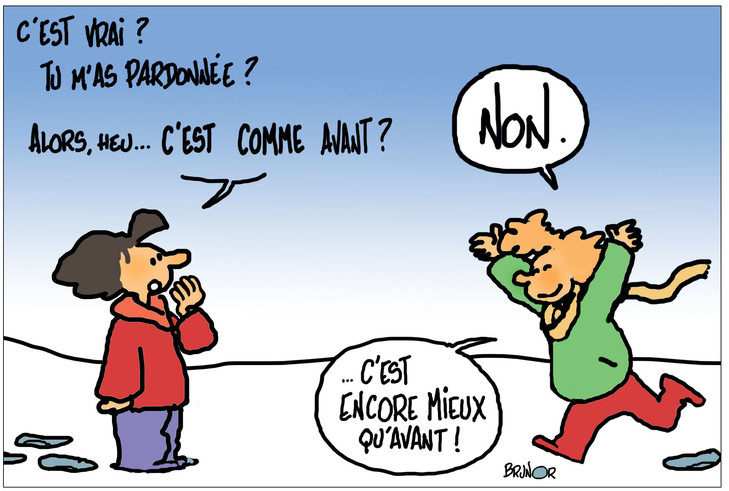 C'EST VRAI ?
TU M'AS PARDONNÉE ?
ALORS, HEU... C'EST COMME AVANT ?
NON.
... C'EST
ENCORE MIEUX
QU'AVANT !
BRUNOR